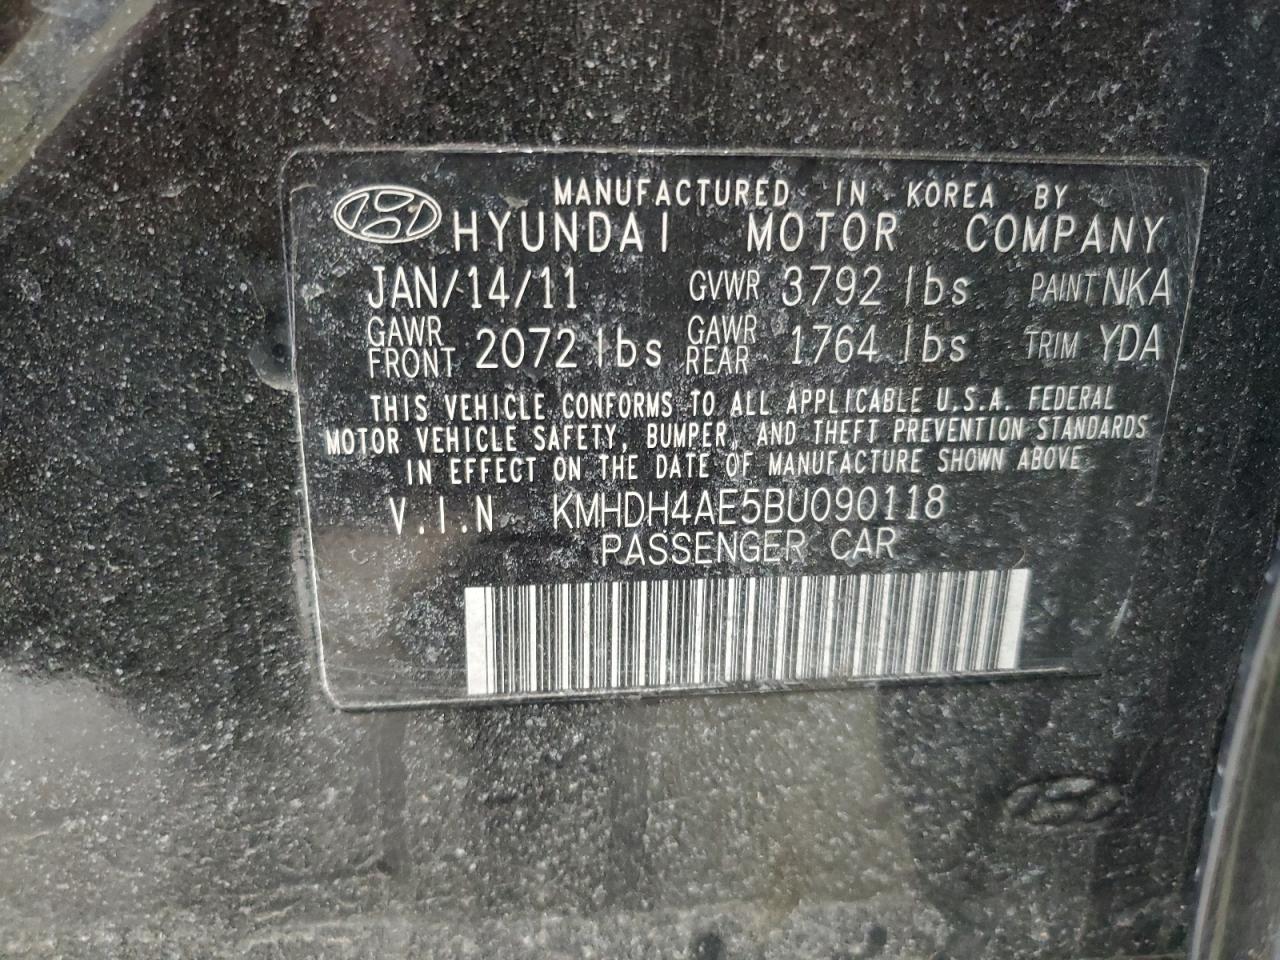 MANUFACTURED IN KOREA BY
HYUNDAI MOTOR COMPANY
JAN/14/11 GVWR 3792 lbs PAINT NKA
GAWR FRONT 2072 lbs GAWR REAR 1764 lbs TRIM YDA
THIS VEHICLE CONFORMS TO ALL APPLICABLE U.S.A. FEDERAL
MOTOR VEHICLE SAFETY, BUMPER, AND THEFT PREVENTION STANDARDS
IN EFFECT ON THE DATE OF MANUFACTURE SHOWN ABOVE
V.I.N KMHDH4AE5BU090118
PASSENGER CAR